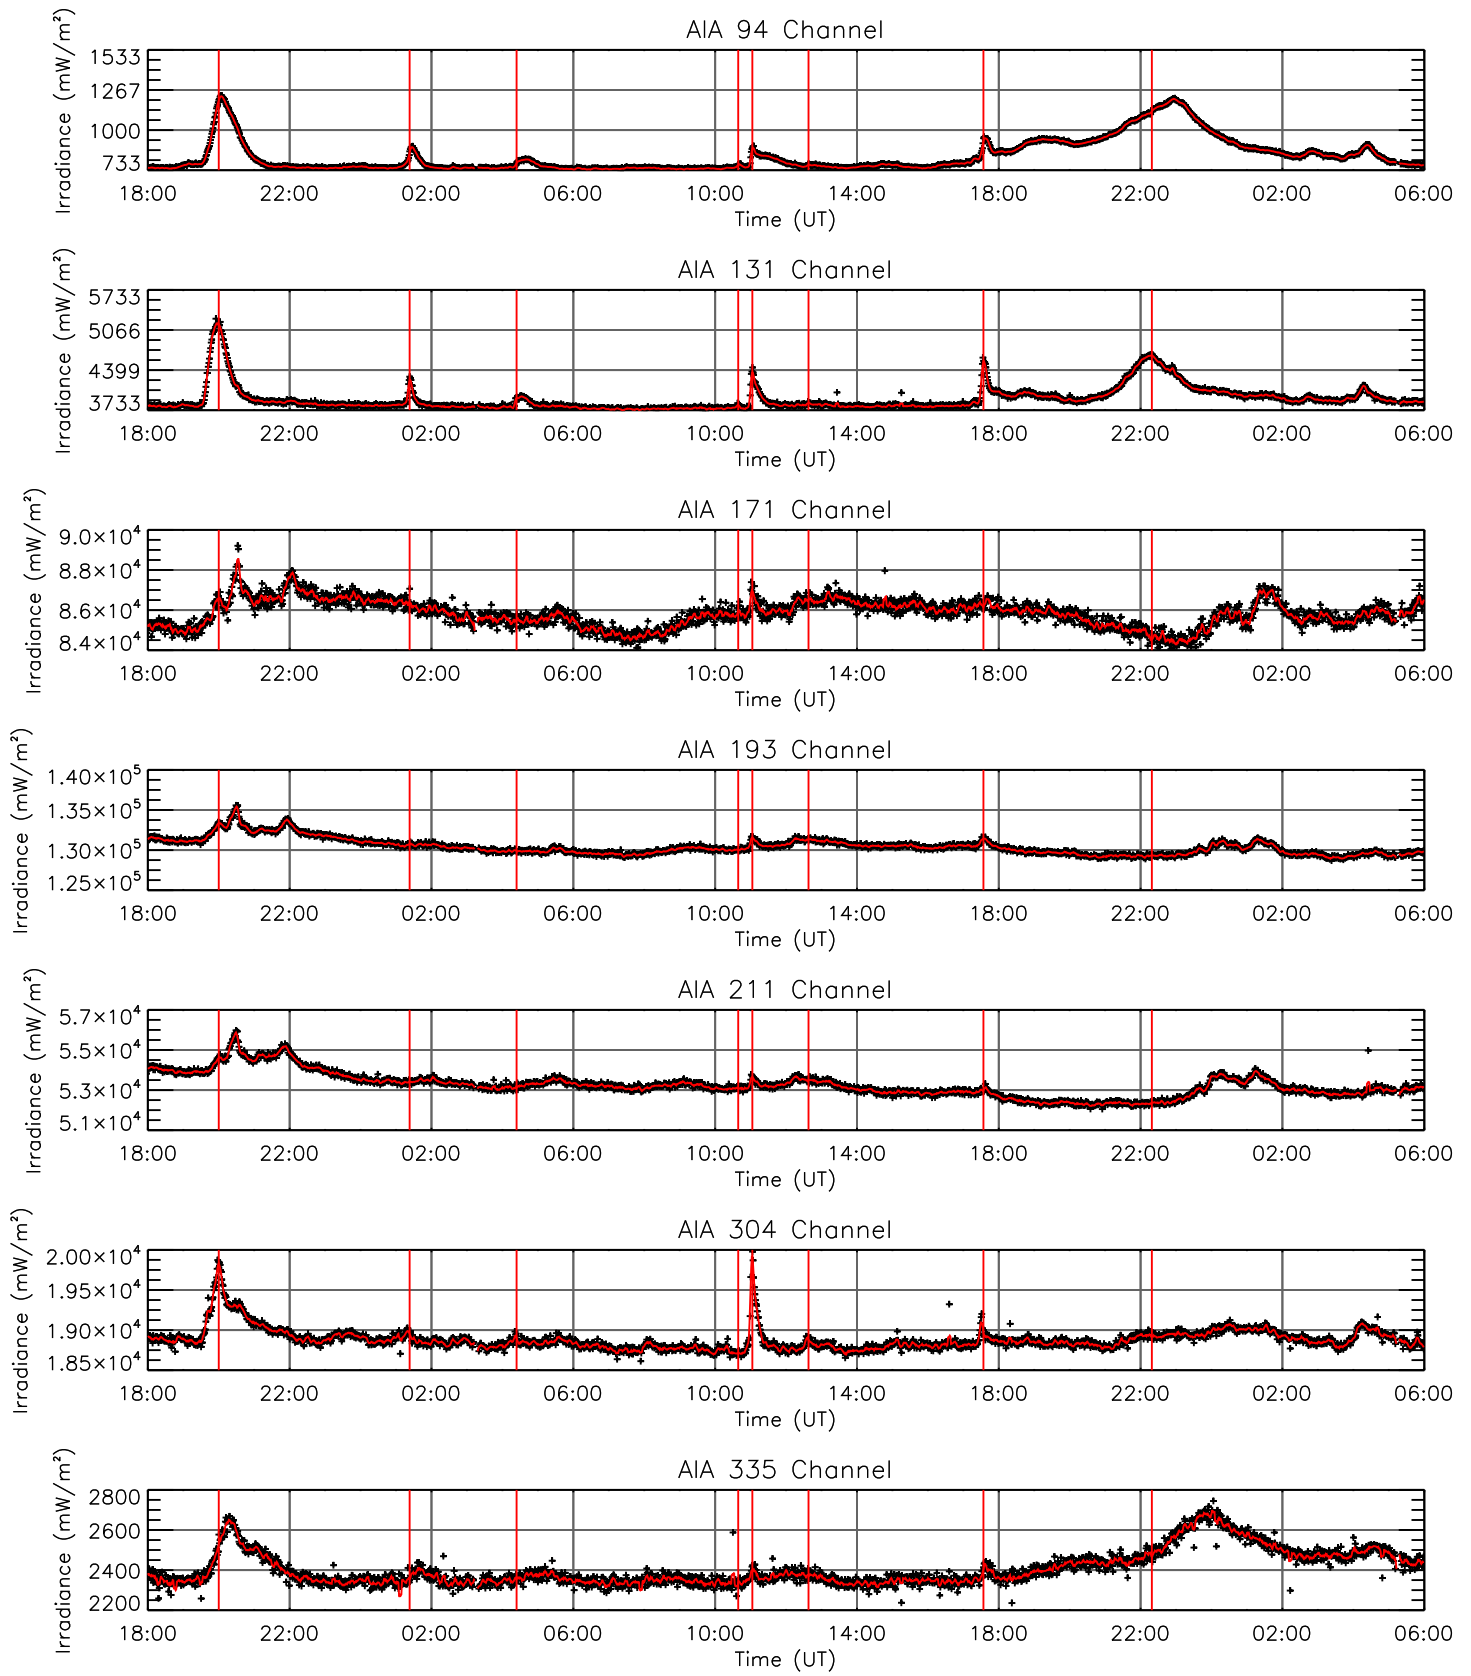 AIA 94 Channel
Irradiance (mW/m²)
1533
1267
1000
733
18:00 22:00 02:00 06:00 10:00 14:00 18:00 22:00 02:00 06:00
Time (UT)
AIA 131 Channel
Irradiance (mW/m²)
5733
5066
4399
3733
18:00 22:00 02:00 06:00 10:00 14:00 18:00 22:00 02:00 06:00
Time (UT)
AIA 171 Channel
Irradiance (mW/m²)
9.0×10⁴
8.8×10⁴
8.6×10⁴
8.4×10⁴
18:00 22:00 02:00 06:00 10:00 14:00 18:00 22:00 02:00 06:00
Time (UT)
AIA 193 Channel
Irradiance (mW/m²)
1.40×10⁵
1.35×10⁵
1.30×10⁵
1.25×10⁵
18:00 22:00 02:00 06:00 10:00 14:00 18:00 22:00 02:00 06:00
Time (UT)
AIA 211 Channel
Irradiance (mW/m²)
5.7×10⁴
5.5×10⁴
5.3×10⁴
5.1×10⁴
18:00 22:00 02:00 06:00 10:00 14:00 18:00 22:00 02:00 06:00
Time (UT)
AIA 304 Channel
Irradiance (mW/m²)
2.00×10⁴
1.95×10⁴
1.90×10⁴
1.85×10⁴
18:00 22:00 02:00 06:00 10:00 14:00 18:00 22:00 02:00 06:00
Time (UT)
AIA 335 Channel
Irradiance (mW/m²)
2800
2600
2400
2200
18:00 22:00 02:00 06:00 10:00 14:00 18:00 22:00 02:00 06:00
Time (UT)